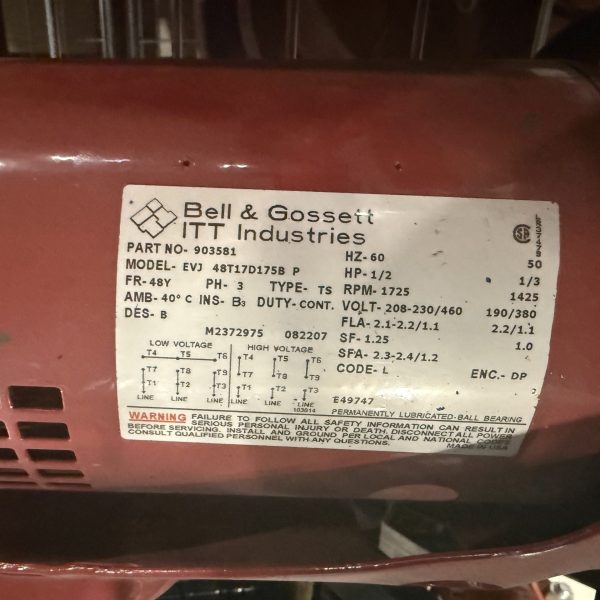 Bell & Gossett
ITT Industries
PART NO- 903581
MODEL- EVJ 48T17D175B P
FR-48Y PH- 3 TYPE- TS
AMB-40° C INS- B3 DUTY-CONT.
DES- B
M2372975 082207
HZ-60 50
HP-1/2 1/3
RPM-1725 1425
VOLT-208-230/460 190/380
FLA-2.1-2.2/1.1 2.2/1.1
SF-1.25 1.0
SFA-2.3-2.4/1.2
CODE-L ENC.- DP
E49747
PERMANENTLY LUBRICATED-BALL BEARING
LOW VOLTAGE
T4 T5 T6
T7 T8 T9
T1 T2 T3
LINE LINE LINE
HIGH VOLTAGE
T4 T5 T6
T7 T8 T9
T1 T2 T3
LINE LINE LINE
103014
WARNING FAILURE TO FOLLOW ALL SAFETY INFORMATION CAN RESULT IN
SERIOUS PERSONAL INJURY OR DEATH. DISCONNECT ALL POWER
BEFORE SERVICING. INSTALL AND GROUND PER LOCAL AND NATIONAL CODES
CONSULT QUALIFIED PERSONNEL WITH ANY QUESTIONS.
MADE IN USA